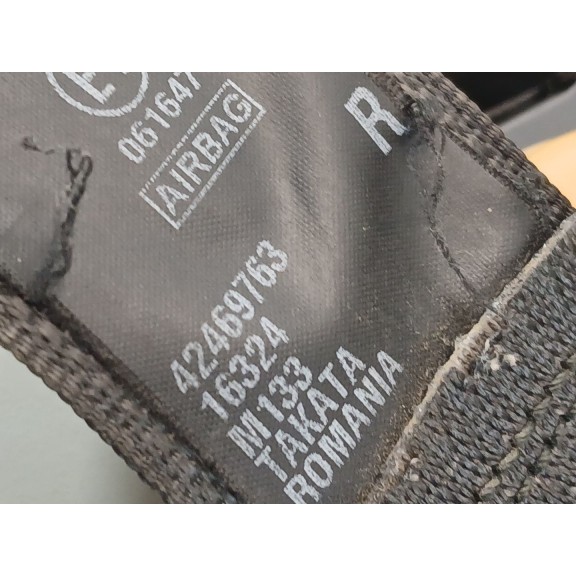 E
061647
AIRBAG
R
42469763
16324
M133
TAKATA
ROMANIA